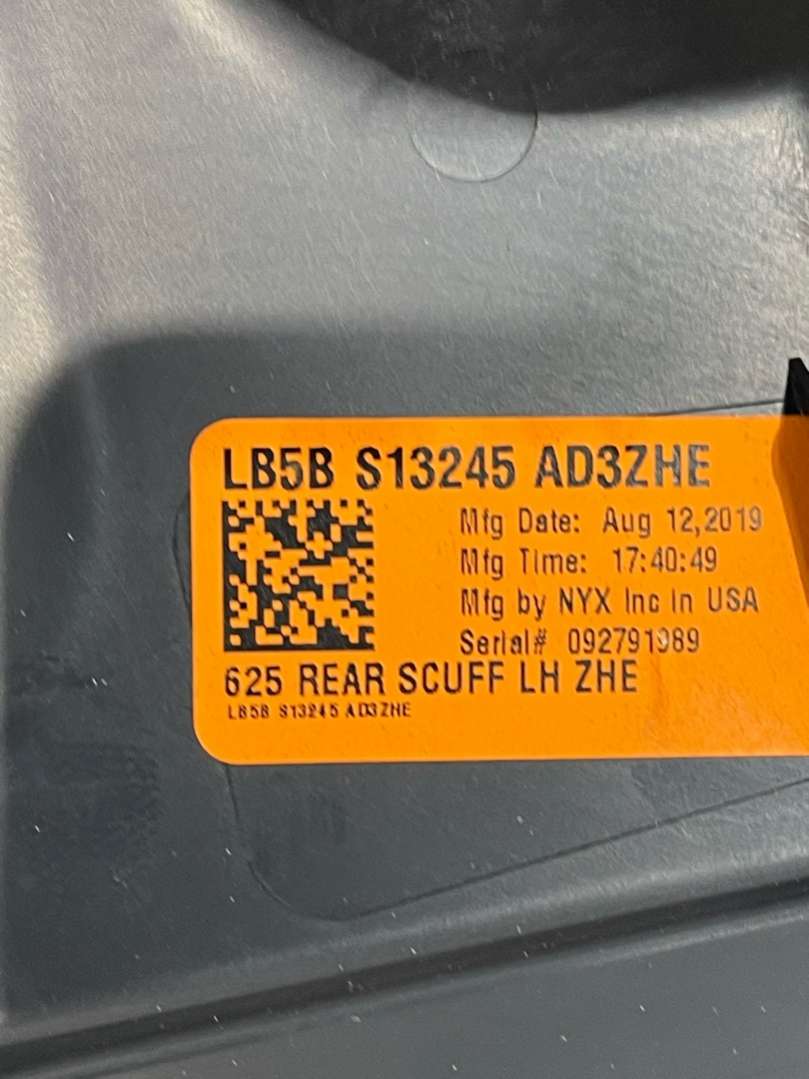 LB5B S13245 AD3ZHE
Mfg Date: Aug 12,2019
Mfg Time: 17:40:49
Mfg by NYX Inc in USA
Serial# 092791989
625 REAR SCUFF LH ZHE
LB5B S13245 AD3ZHE